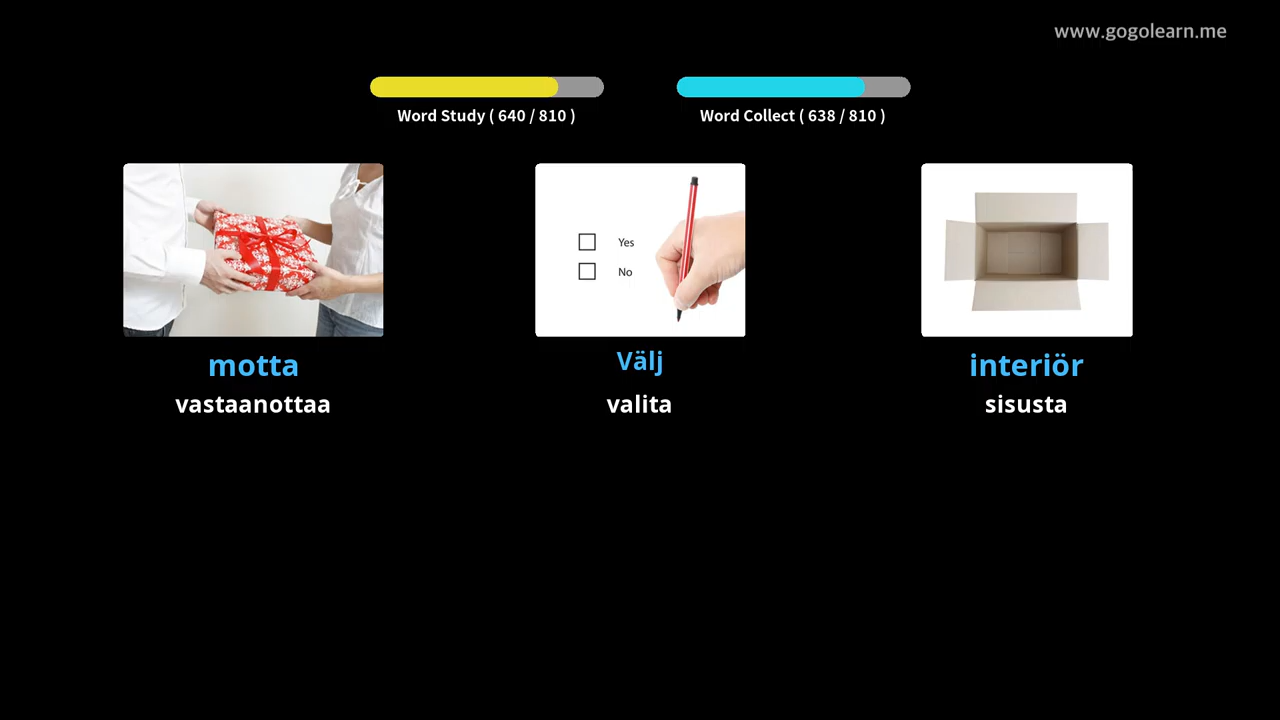 www.gogolearn.me
Word Study ( 640 / 810 )
Word Collect ( 638 / 810 )
Yes
No
motta
Välj
interiör
vastaanottaa
valita
sisusta